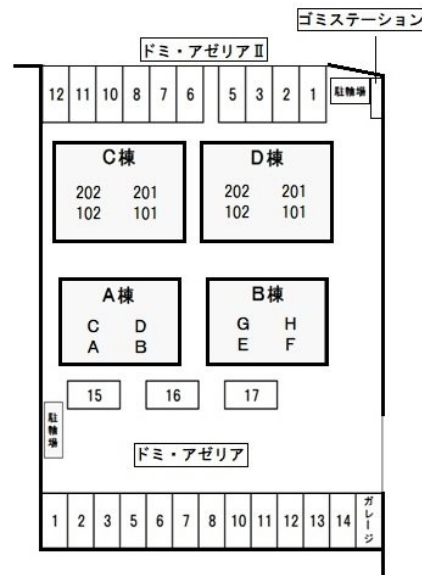 ゴミステーション
ドミ・アゼリアⅡ
12 11 10 8 7 6 5 3 2 1 駐輪場
C棟 D棟
202 201 202 201
102 101 102 101
A棟 B棟
C D G H
A B E F
15 16 17
駐輪場
ドミ・アゼリア
1 2 3 5 6 7 8 10 11 12 13 14 ガレージ